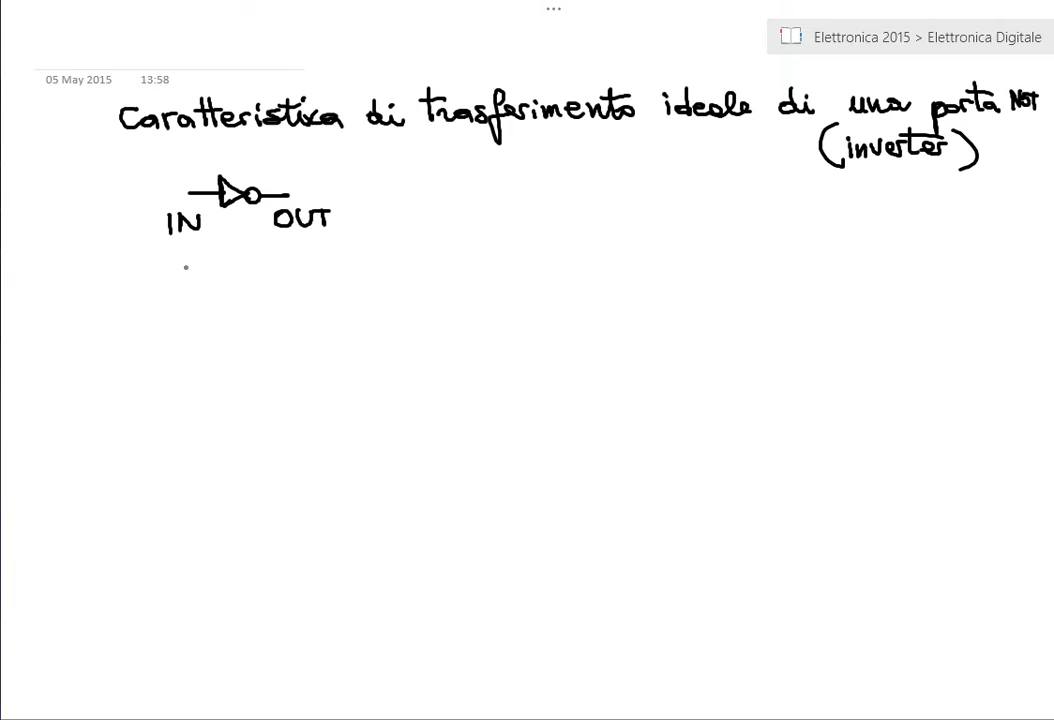 Elettronica 2015 > Elettronica Digitale
05 May 2015 13:58
Caratteristica di trasferimento ideale di una porta NOT
(inverter)
IN OUT